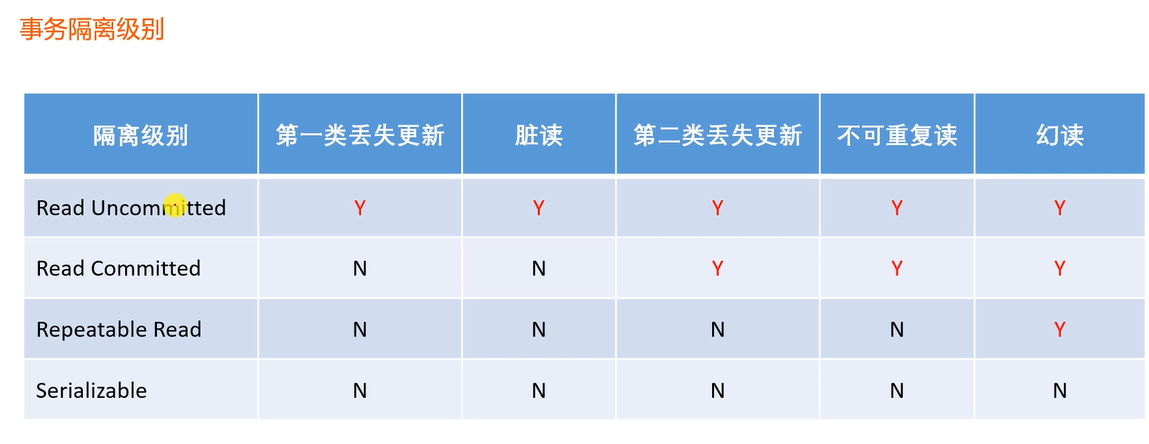 事务隔离级别
隔离级别 第一类丢失更新 脏读 第二类丢失更新 不可重复读 幻读
Read Uncommitted Y Y Y Y Y
Read Committed N N Y Y Y
Repeatable Read N N N N Y
Serializable N N N N N